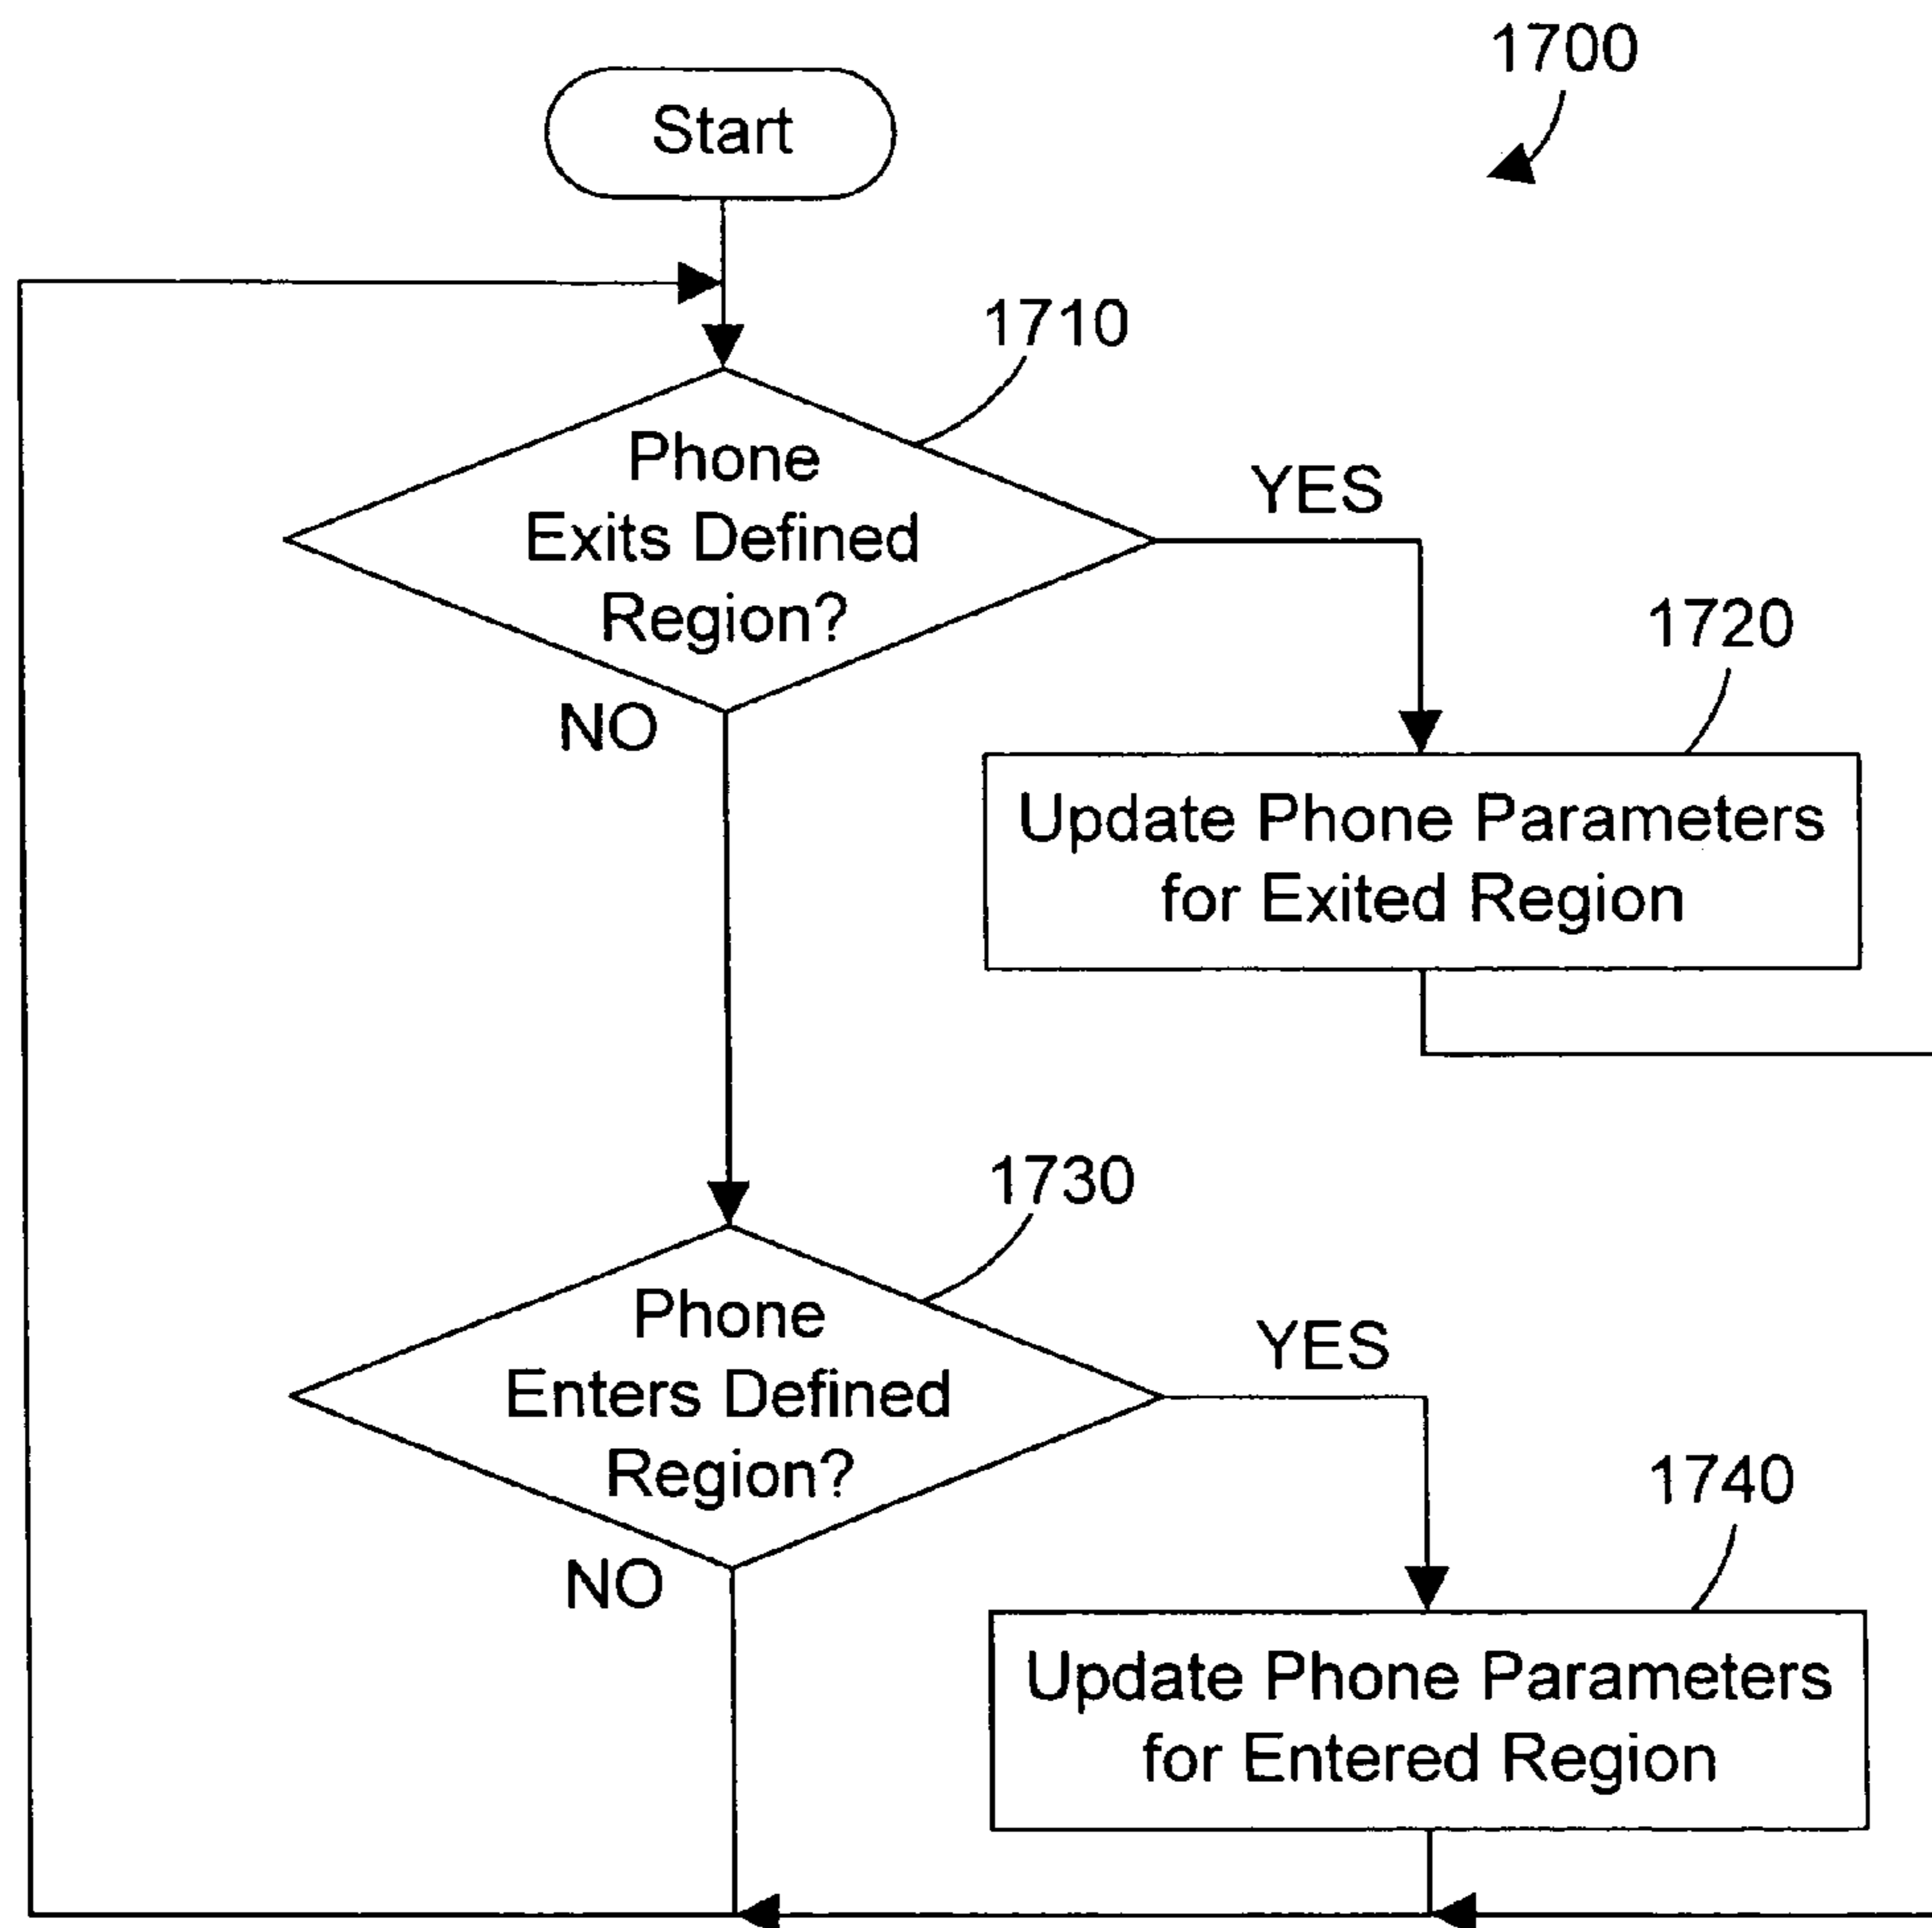 1700
Start
1710
Phone
Exits Defined
Region?
YES
NO
1720
Update Phone Parameters
for Exited Region
1730
Phone
Enters Defined
Region?
YES
NO
1740
Update Phone Parameters
for Entered Region